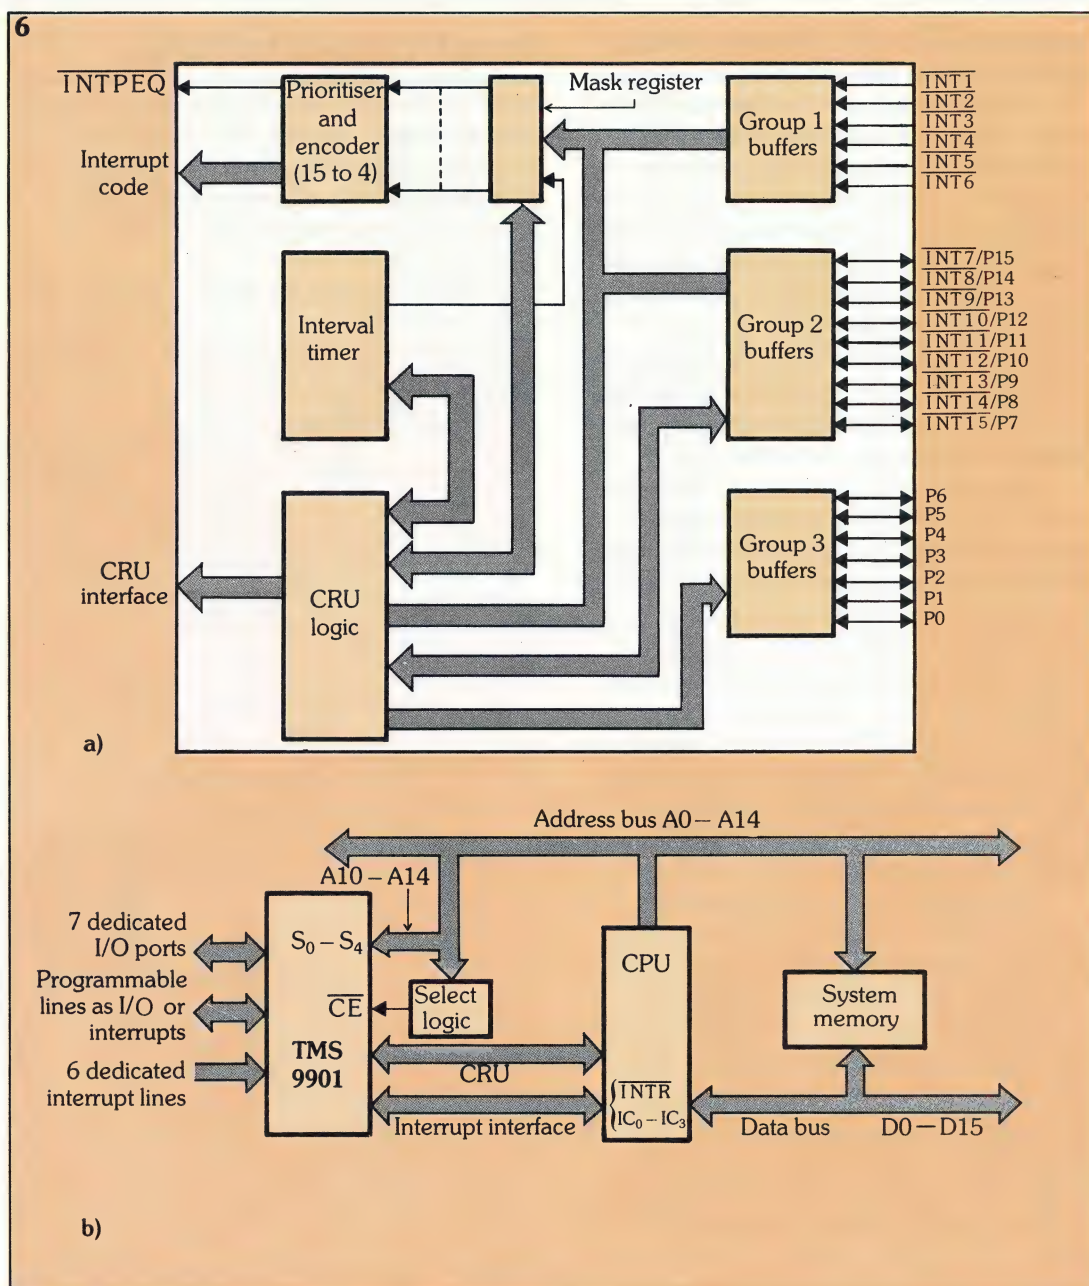 6
INTPEQ
Interrupt
code
Prioritiser
and
encoder
(15 to 4)
Mask register
Group 1
buffers
INT1
INT2
INT3
INT4
INT5
INT6
Interval
timer
Group 2
buffers
INT7/P15
INT8/P14
INT9/P13
INT10/P12
INT11/P11
INT12/P10
INT13/P9
INT14/P8
INT15/P7
CRU
interface
CRU
logic
Group 3
buffers
P6
P5
P4
P3
P2
P1
P0
a)
Address bus A0–A14
A10–A14
7 dedicated
I/O ports
Programmable
lines as I/O or
interrupts
6 dedicated
interrupt lines
S0–S4
CE
TMS
9901
Select
logic
CRU
Interrupt interface
CPU
INTR
IC0–IC3
System
memory
Data bus
D0–D15
b)